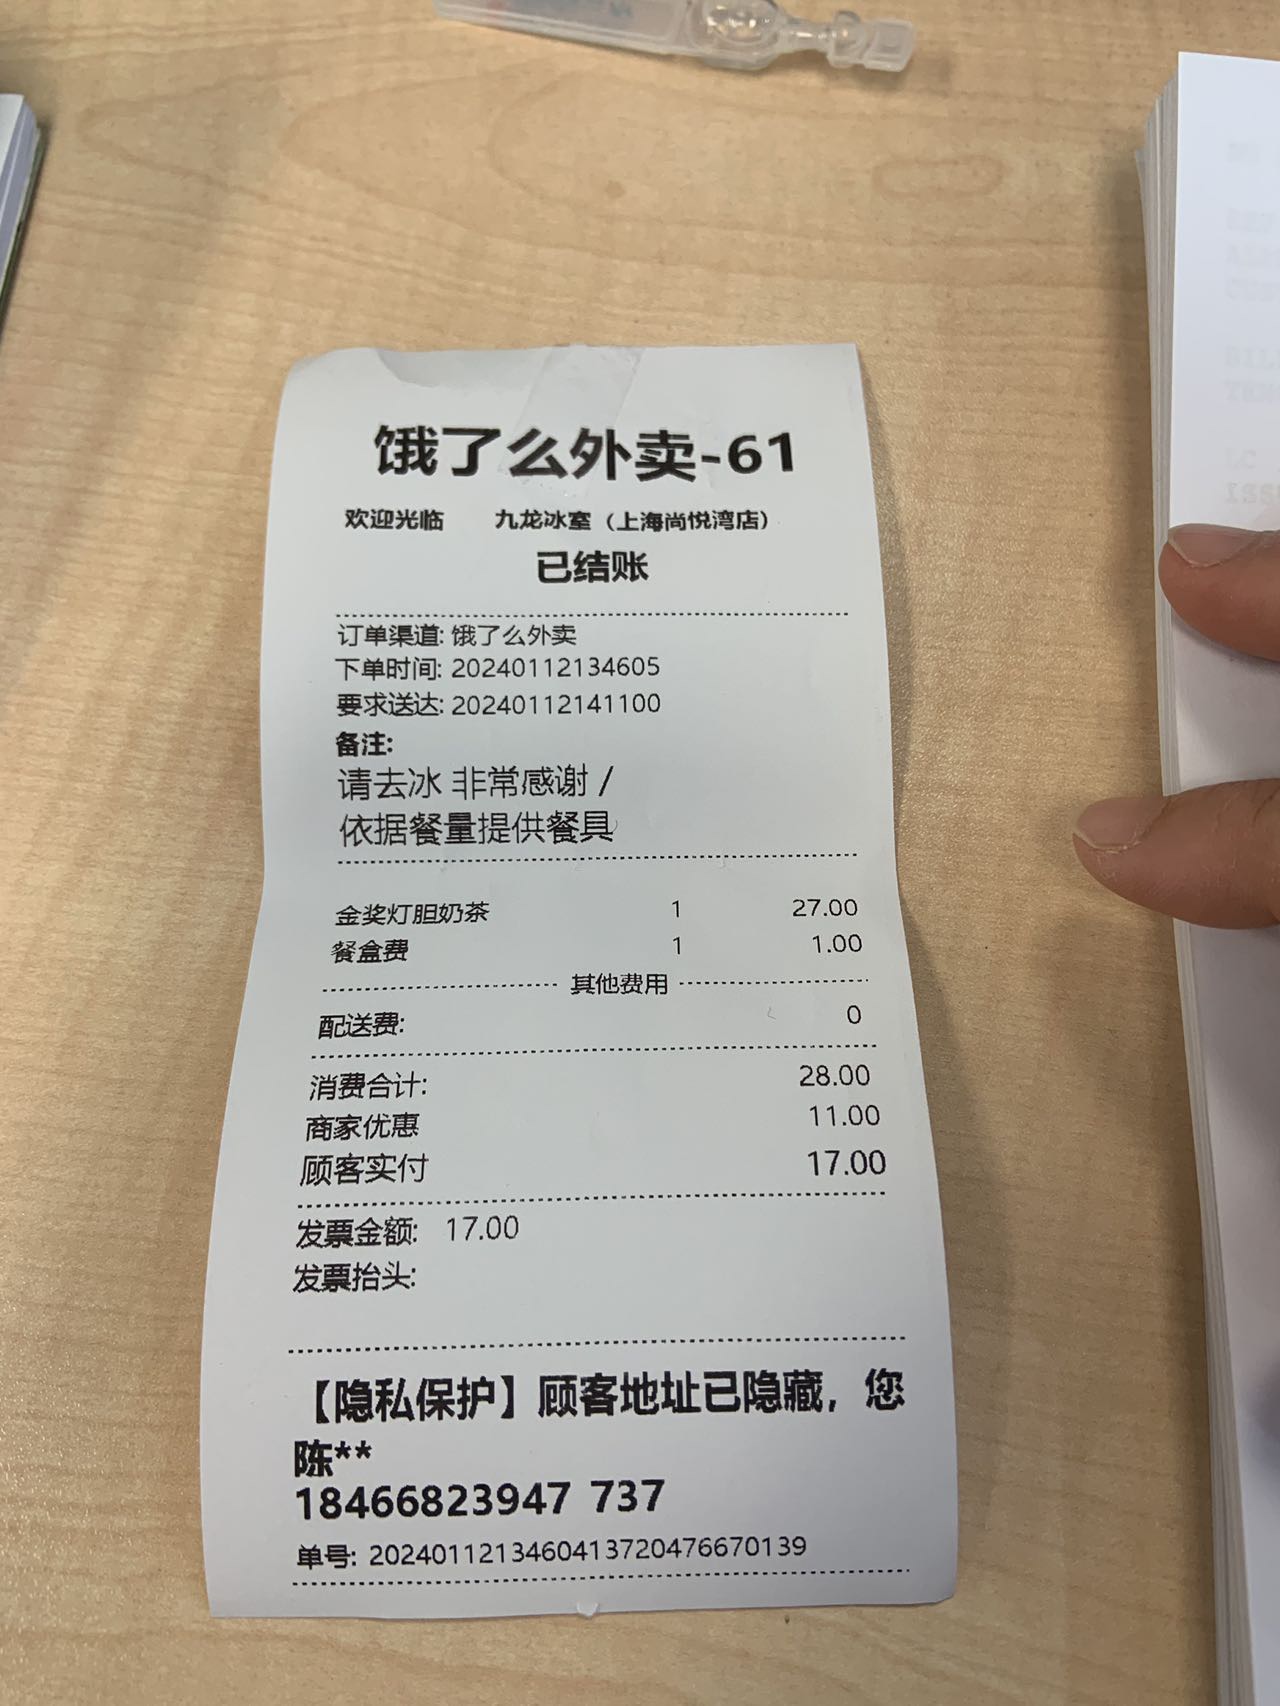 饿了么外卖-61
欢迎光临 九龙冰室（上海尚悦湾店）
已结账
订单渠道: 饿了么外卖
下单时间: 20240112134605
要求送达: 20240112141100
备注:
请去冰 非常感谢 /
依据餐量提供餐具
金奖灯胆奶茶 1 27.00
餐盒费 1 1.00
其他费用
配送费: 0
消费合计: 28.00
商家优惠 11.00
顾客实付 17.00
发票金额: 17.00
发票抬头:
【隐私保护】顾客地址已隐藏，您
陈**
18466823947 737
单号: 2024011213460413720476670139